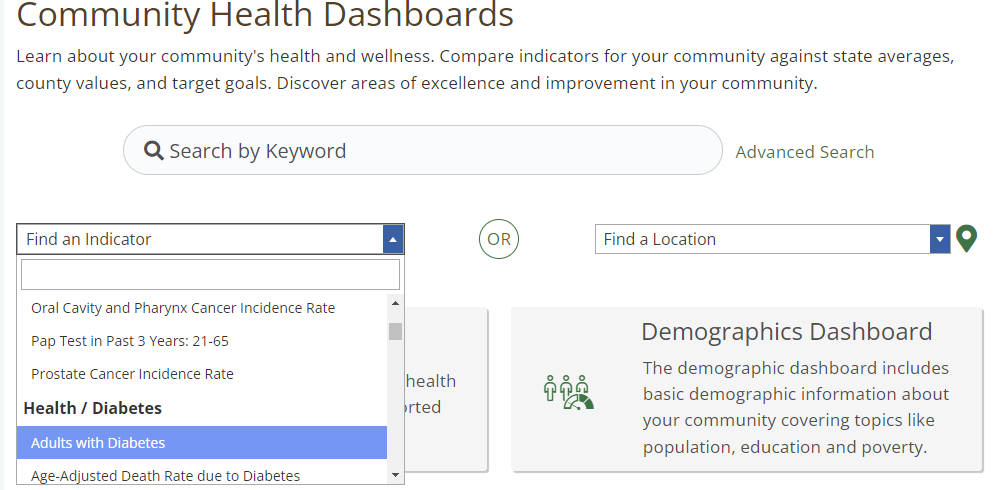 Community Health Dashboards
Learn about your community's health and wellness. Compare indicators for your community against state averages,
county values, and target goals. Discover areas of excellence and improvement in your community.
Search by Keyword
Advanced Search
Find an Indicator
OR
Find a Location
Oral Cavity and Pharynx Cancer Incidence Rate
Pap Test in Past 3 Years: 21-65
Prostate Cancer Incidence Rate
Health / Diabetes
Adults with Diabetes
Age-Adjusted Death Rate due to Diabetes
health
rted
Demographics Dashboard
The demographic dashboard includes
basic demographic information about
your community covering topics like
population, education and poverty.